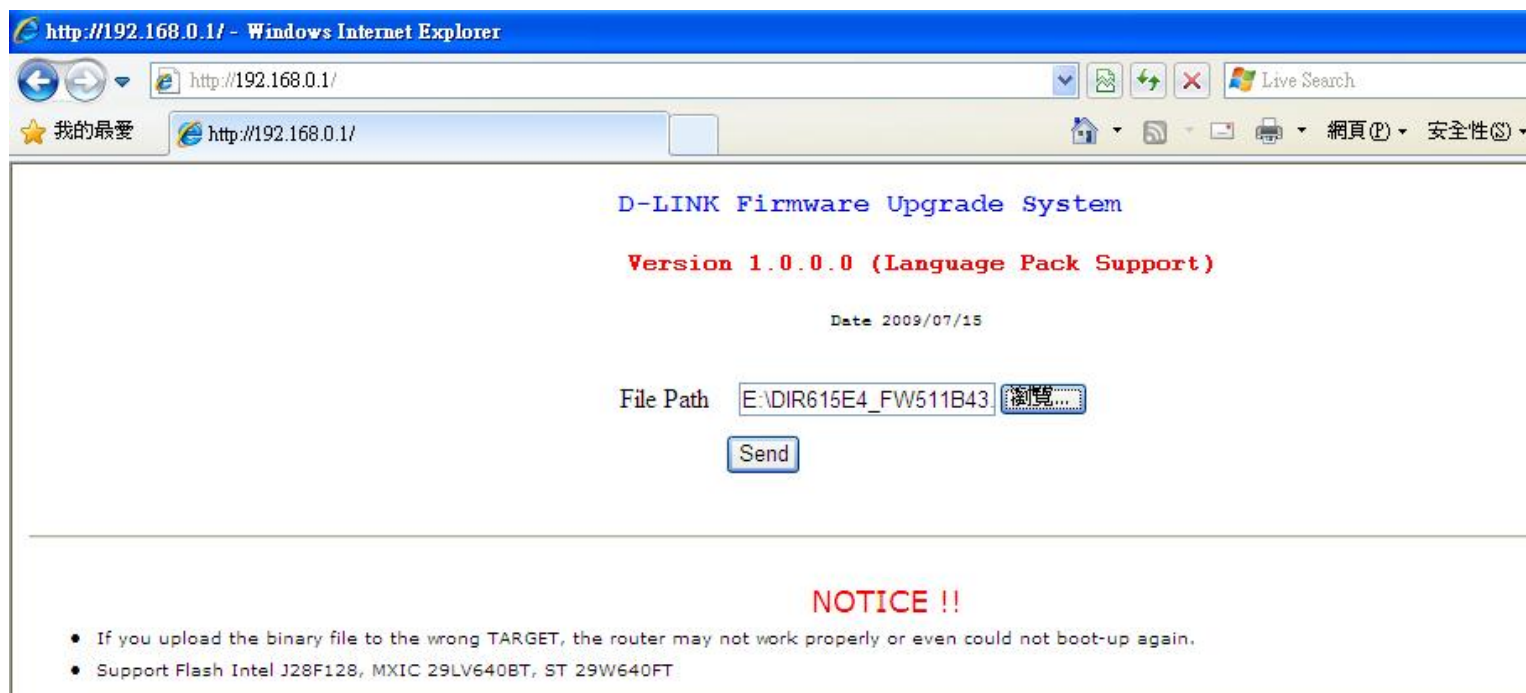 http://192.168.0.1/ - Windows Internet Explorer
http://192.168.0.1/
Live Search
我的最愛
http://192.168.0.1/
網頁(P)
安全性(S)
D-LINK Firmware Upgrade System
Version 1.0.0.0 (Language Pack Support)
Date 2009/07/15
File Path
E:\DIR615E4_FW511B43.
瀏覽...
Send
NOTICE !!
• If you upload the binary file to the wrong TARGET, the router may not work properly or even could not boot-up again.
• Support Flash Intel J28F128, MXIC 29LV640BT, ST 29W640FT